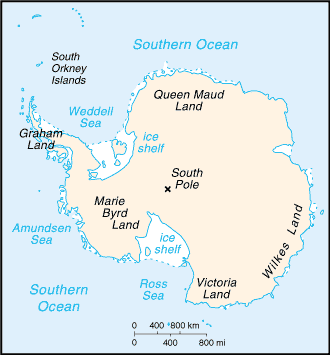 Southern Ocean
South
Orkney
Islands
Queen Maud
Land
Weddell
Sea
Graham
Land
ice
shelf
South
Pole
Marie
Byrd
Land
Amundsen
Sea
ice
shelf
Wilkes Land
Southern
Ocean
Ross
Sea
Victoria
Land
0 400 800 km
0 400 800 mi